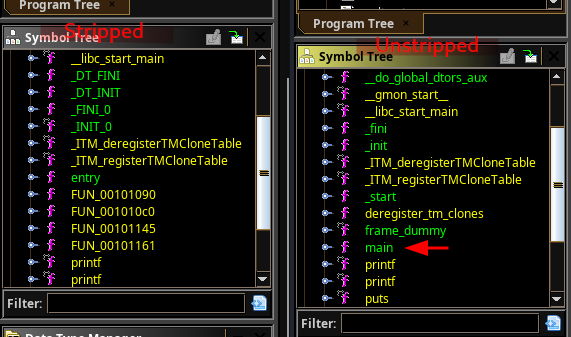 Program Tree ×
Stripped
Symbol Tree
__libc_start_main
_DT_FINI
_DT_INIT
_FINI_0
_INIT_0
_ITM_deregisterTMCloneTable
_ITM_registerTMCloneTable
entry
FUN_00101090
FUN_001010c0
FUN_00101145
FUN_00101161
printf
printf
Filter:
Data Type Manager
Program Tree ×
Unstripped
Symbol Tree
__do_global_dtors_aux
__gmon_start__
__libc_start_main
_fini
_init
_ITM_deregisterTMCloneTable
_ITM_registerTMCloneTable
_start
deregister_tm_clones
frame_dummy
main
printf
printf
puts
Filter: